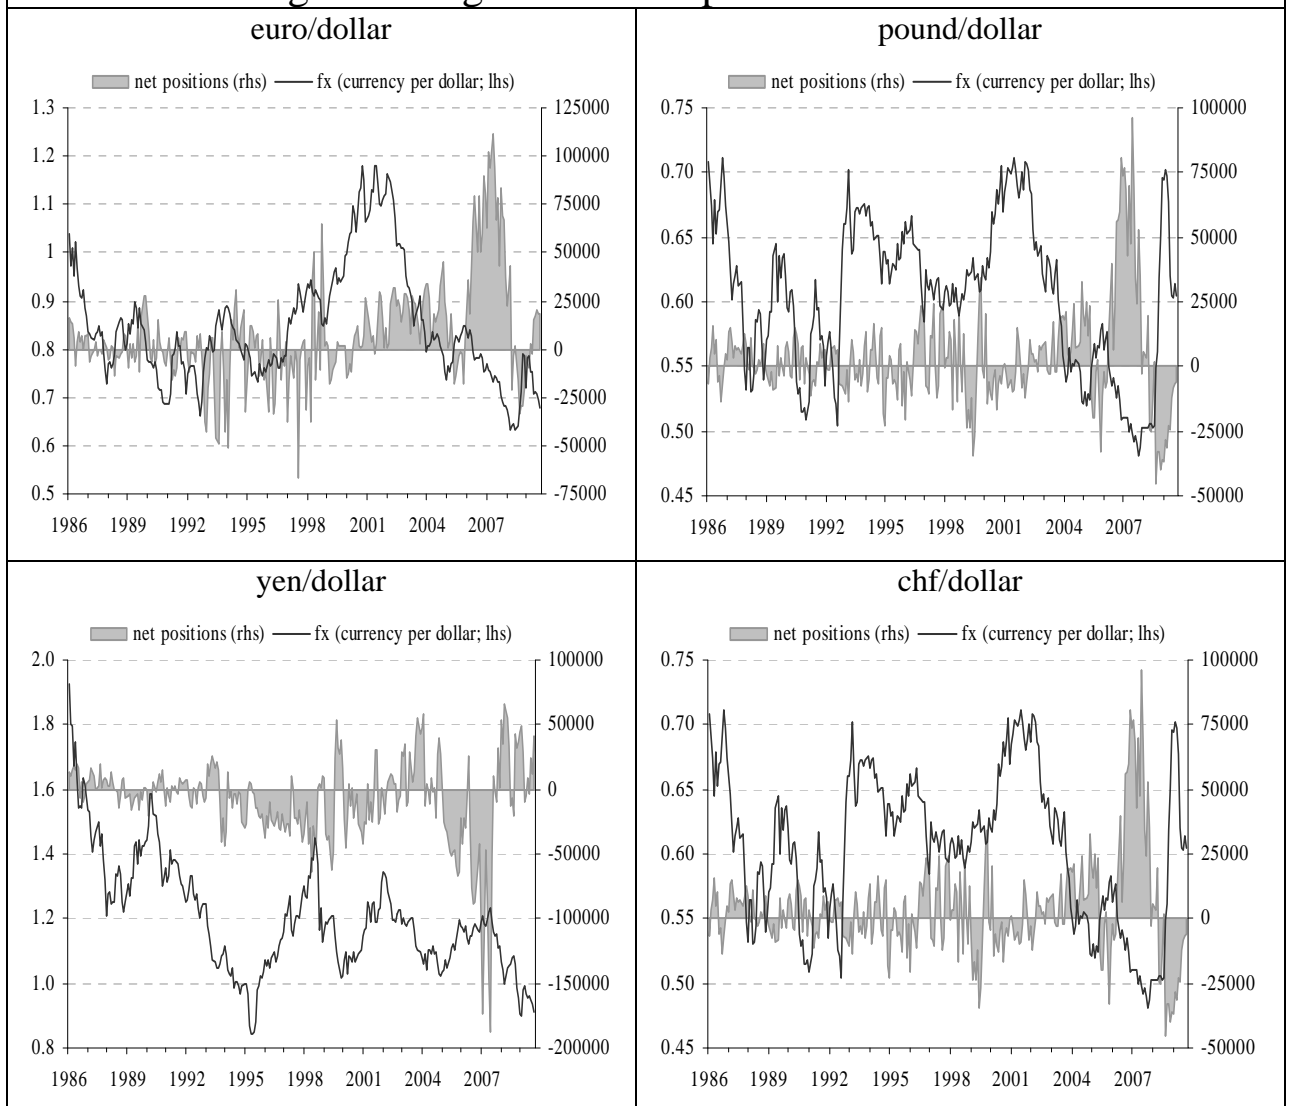 euro/dollar
net positions (rhs) fx (currency per dollar; lhs)
1.3 125000
1.2 100000
1.1 75000
1 50000
0.9 25000
0.8 0
0.7 -25000
0.6 -50000
0.5 -75000
1986 1989 1992 1995 1998 2001 2004 2007
pound/dollar
net positions (rhs) fx (currency per dollar; lhs)
0.75 100000
0.70 75000
0.65 50000
0.60 25000
0.55 0
0.50 -25000
0.45 -50000
1986 1989 1992 1995 1998 2001 2004 2007
yen/dollar
net positions (rhs) fx (currency per dollar; lhs)
2.0 100000
1.8 50000
1.6 0
1.4 -50000
1.2 -100000
1.0 -150000
0.8 -200000
1986 1989 1992 1995 1998 2001 2004 2007
chf/dollar
net positions (rhs) fx (currency per dollar; lhs)
0.75 100000
0.70 75000
0.65 50000
0.60 25000
0.55 0
0.50 -25000
0.45 -50000
1986 1989 1992 1995 1998 2001 2004 2007